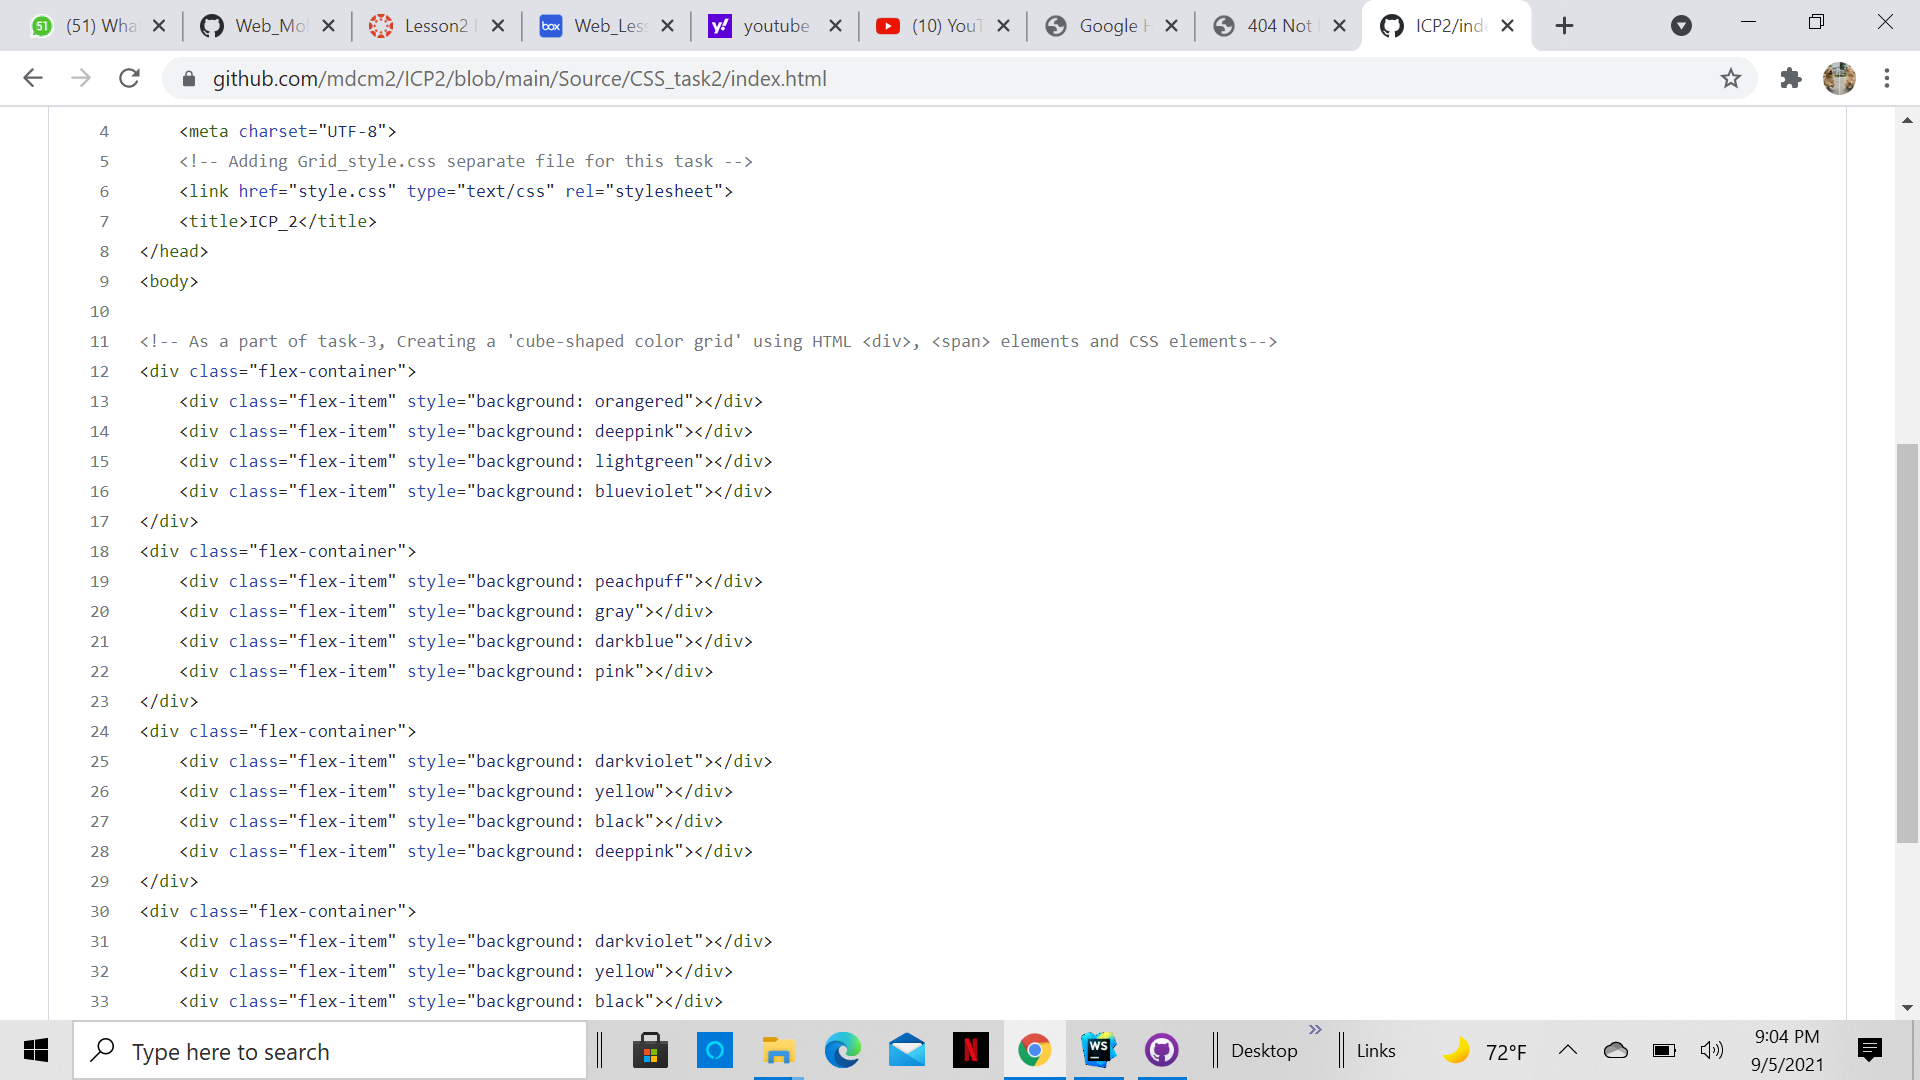 51 (51) Wha
Web_Mo
Lesson2
box Web_Les
y! youtube
(10) YouT
Google H
404 Not
ICP2/ind
github.com/mdcm2/ICP2/blob/main/Source/CSS_task2/index.html
4 <meta charset="UTF-8">
5 <!-- Adding Grid_style.css separate file for this task -->
6 <link href="style.css" type="text/css" rel="stylesheet">
7 <title>ICP_2</title>
8 </head>
9 <body>
10
11 <!-- As a part of task-3, Creating a 'cube-shaped color grid' using HTML <div>, <span> elements and CSS elements-->
12 <div class="flex-container">
13 <div class="flex-item" style="background: orangered"></div>
14 <div class="flex-item" style="background: deeppink"></div>
15 <div class="flex-item" style="background: lightgreen"></div>
16 <div class="flex-item" style="background: blueviolet"></div>
17 </div>
18 <div class="flex-container">
19 <div class="flex-item" style="background: peachpuff"></div>
20 <div class="flex-item" style="background: gray"></div>
21 <div class="flex-item" style="background: darkblue"></div>
22 <div class="flex-item" style="background: pink"></div>
23 </div>
24 <div class="flex-container">
25 <div class="flex-item" style="background: darkviolet"></div>
26 <div class="flex-item" style="background: yellow"></div>
27 <div class="flex-item" style="background: black"></div>
28 <div class="flex-item" style="background: deeppink"></div>
29 </div>
30 <div class="flex-container">
31 <div class="flex-item" style="background: darkviolet"></div>
32 <div class="flex-item" style="background: yellow"></div>
33 <div class="flex-item" style="background: black"></div>
Type here to search
N
WS
Desktop
Links
72°F
9:04 PM
9/5/2021